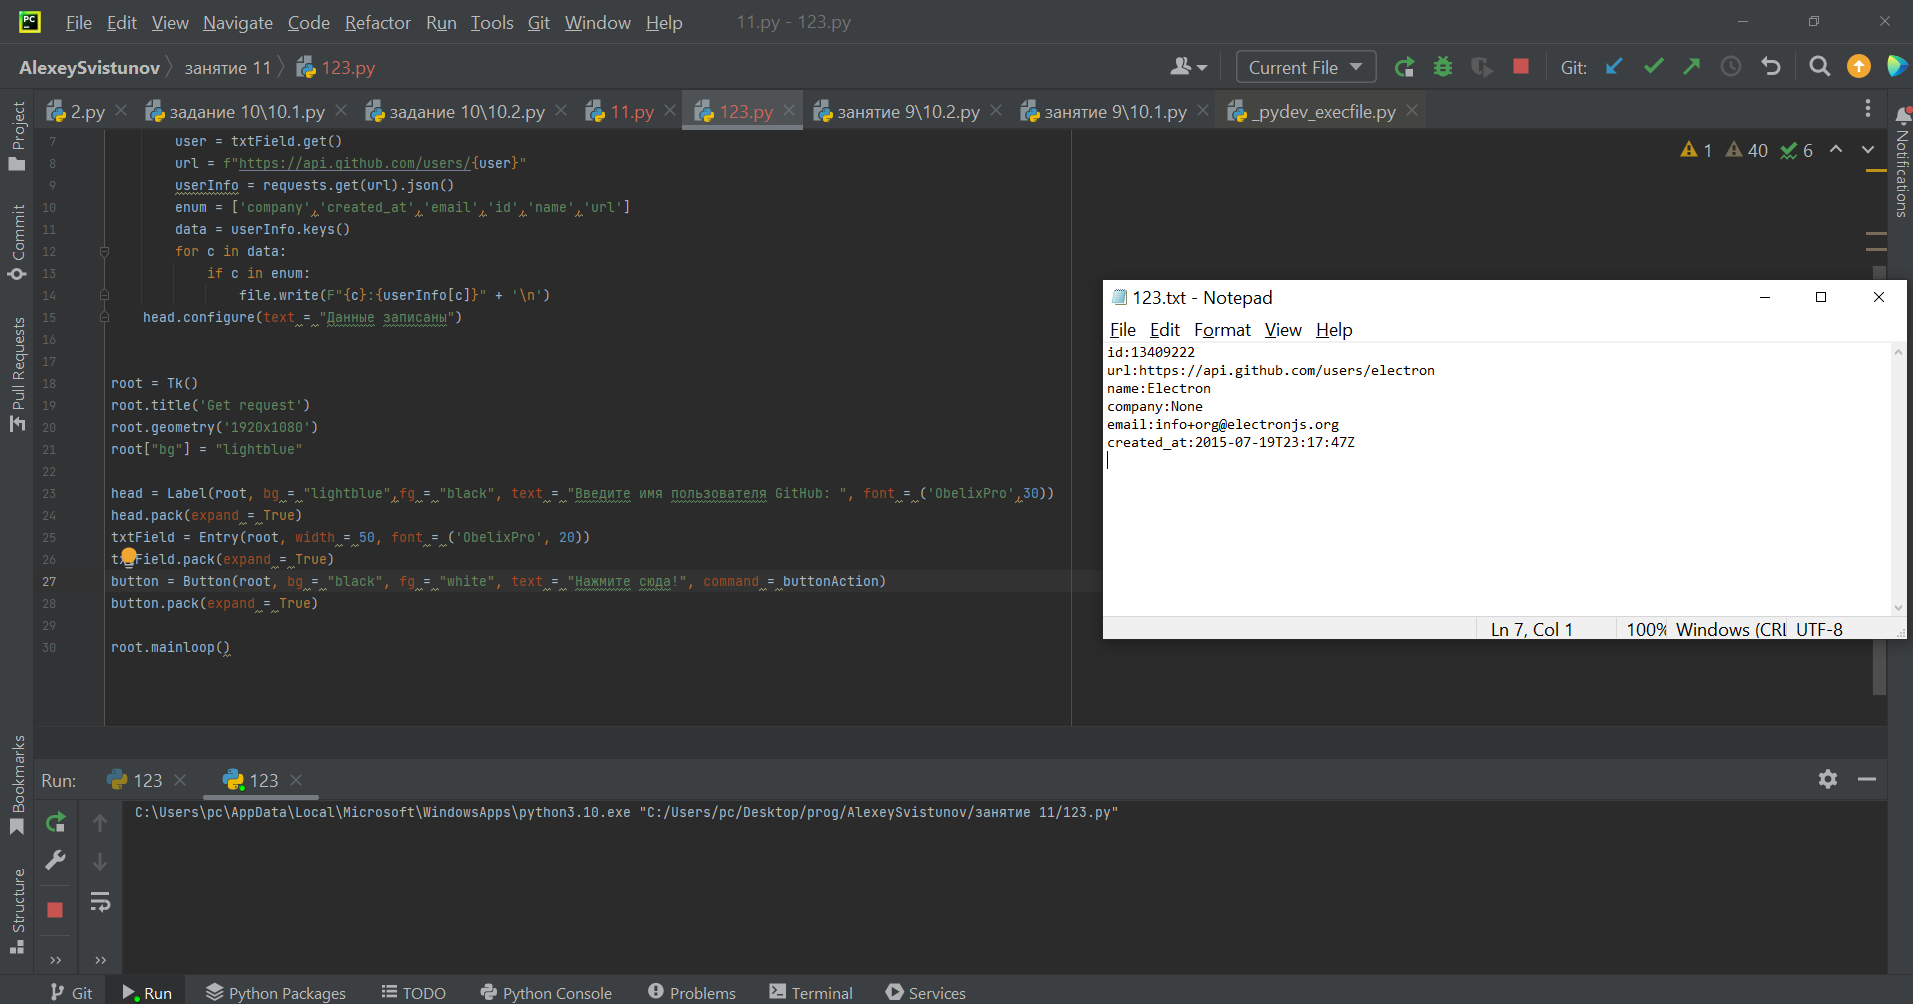 PC File Edit View Navigate Code Refactor Run Tools Git Window Help 11.py - 123.py
AlexeySvistunov занятие 11 123.py Current File Git:
2.py задание 10\10.1.py задание 10\10.2.py 11.py 123.py занятие 9\10.2.py занятие 9\10.1.py _pydev_execfile.py
1 40 6
7 user = txtField.get()
8 url = f"https://api.github.com/users/{user}"
9 userInfo = requests.get(url).json()
10 enum = ['company','created_at','email','id','name','url']
11 data = userInfo.keys()
12 for c in data:
13 if c in enum:
14 file.write(F"{c}:{userInfo[c]}" + '\n')
15 head.configure(text = "Данные записаны")
16
17
18 root = Tk()
19 root.title('Get request')
20 root.geometry('1920x1080')
21 root["bg"] = "lightblue"
22
23 head = Label(root, bg = "lightblue",fg = "black", text = "Введите имя пользователя GitHub: ", font = ('ObelixPro',30))
24 head.pack(expand = True)
25 txtField = Entry(root, width = 50, font = ('ObelixPro', 20))
26 txtField.pack(expand = True)
27 button = Button(root, bg = "black", fg = "white", text = "Нажмите сюда!", command = buttonAction)
28 button.pack(expand = True)
29
30 root.mainloop()
123.txt - Notepad
File Edit Format View Help
id:13409222
url:https://api.github.com/users/electron
name:Electron
company:None
email:info+org@electronjs.org
created_at:2015-07-19T23:17:47Z
Ln 7, Col 1 100% Windows (CRL UTF-8
Project
Commit
Pull Requests
Bookmarks
Structure
Notifications
Run: 123 123
C:\Users\pc\AppData\Local\Microsoft\WindowsApps\python3.10.exe "C:/Users/pc/Desktop/prog/AlexeySvistunov/занятие 11/123.py"
Git Run Python Packages TODO Python Console Problems Terminal Services